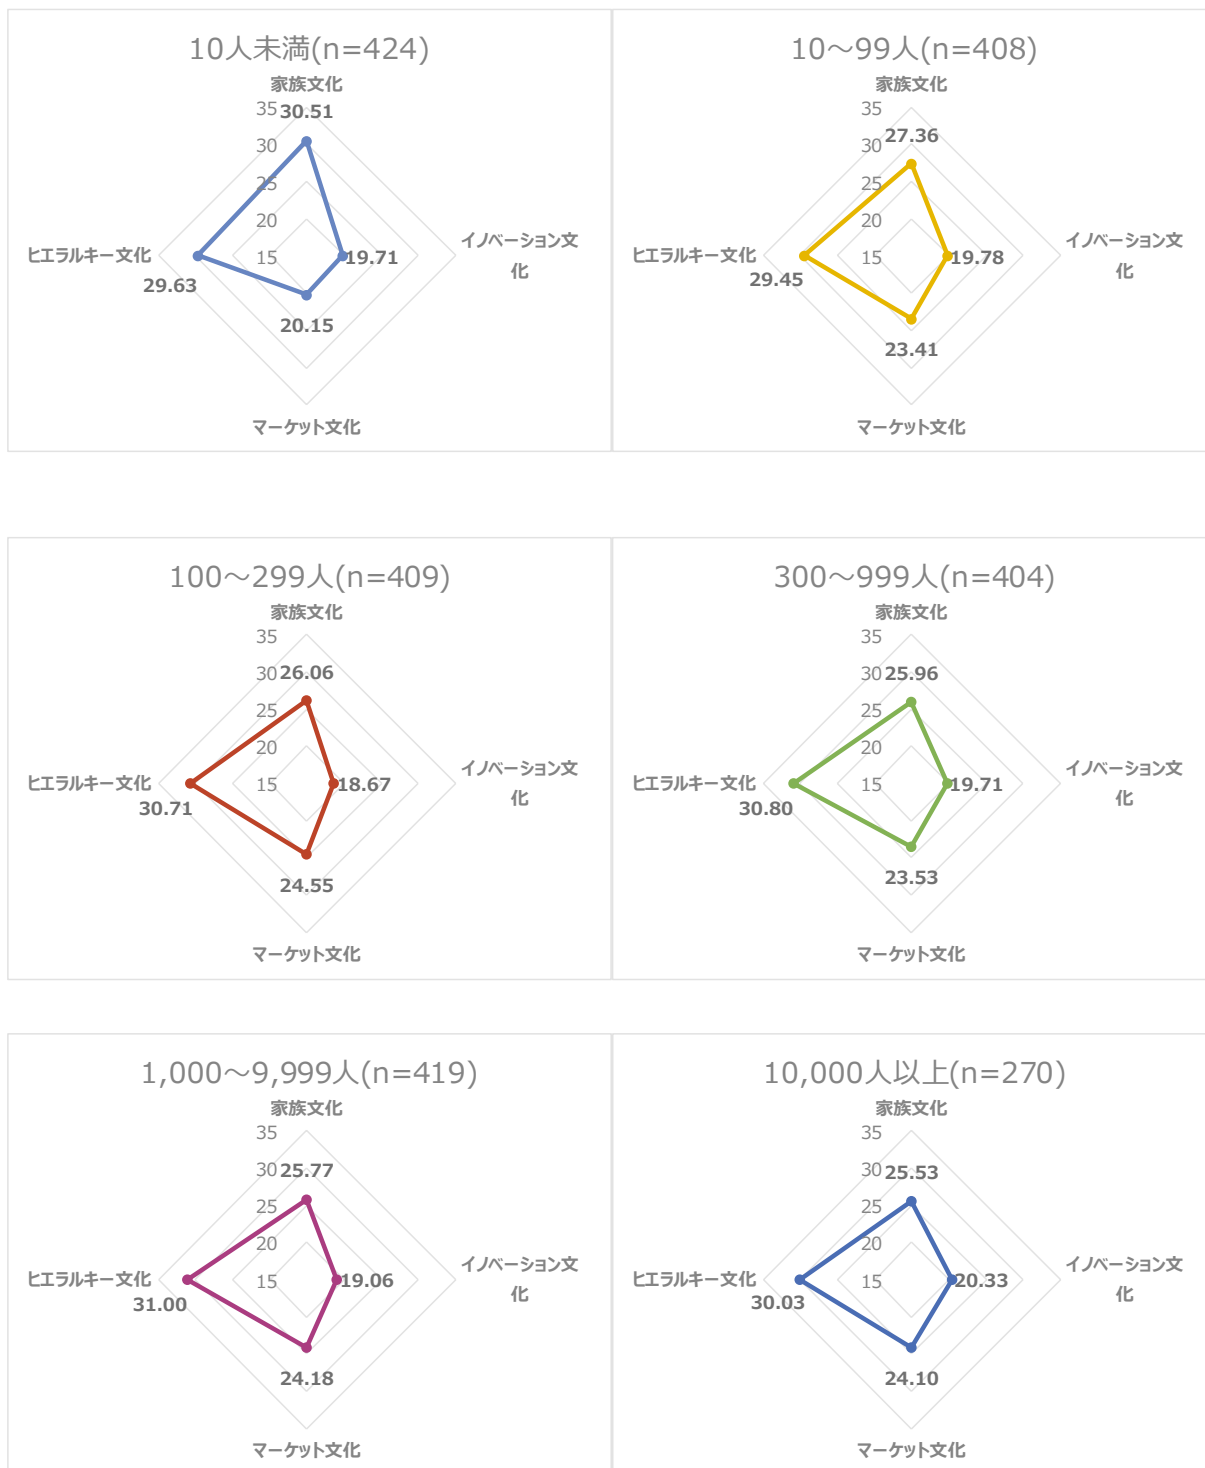 10人未満(n=424)
家族文化
35
30.51
30
25
20
15
イノベーション文
化
19.71
ヒエラルキー文化
29.63
20.15
マーケット文化
10～99人(n=408)
家族文化
35
27.36
30
25
20
15
イノベーション文
化
19.78
ヒエラルキー文化
29.45
23.41
マーケット文化
100～299人(n=409)
家族文化
35
30
26.06
25
20
15
イノベーション文
化
18.67
ヒエラルキー文化
30.71
24.55
マーケット文化
300～999人(n=404)
家族文化
35
30
25.96
25
20
15
イノベーション文
化
19.71
ヒエラルキー文化
30.80
23.53
マーケット文化
1,000～9,999人(n=419)
家族文化
35
30
25.77
25
20
15
イノベーション文
化
19.06
ヒエラルキー文化
31.00
24.18
マーケット文化
10,000人以上(n=270)
家族文化
35
30
25.53
25
20
15
イノベーション文
化
20.33
ヒエラルキー文化
30.03
24.10
マーケット文化